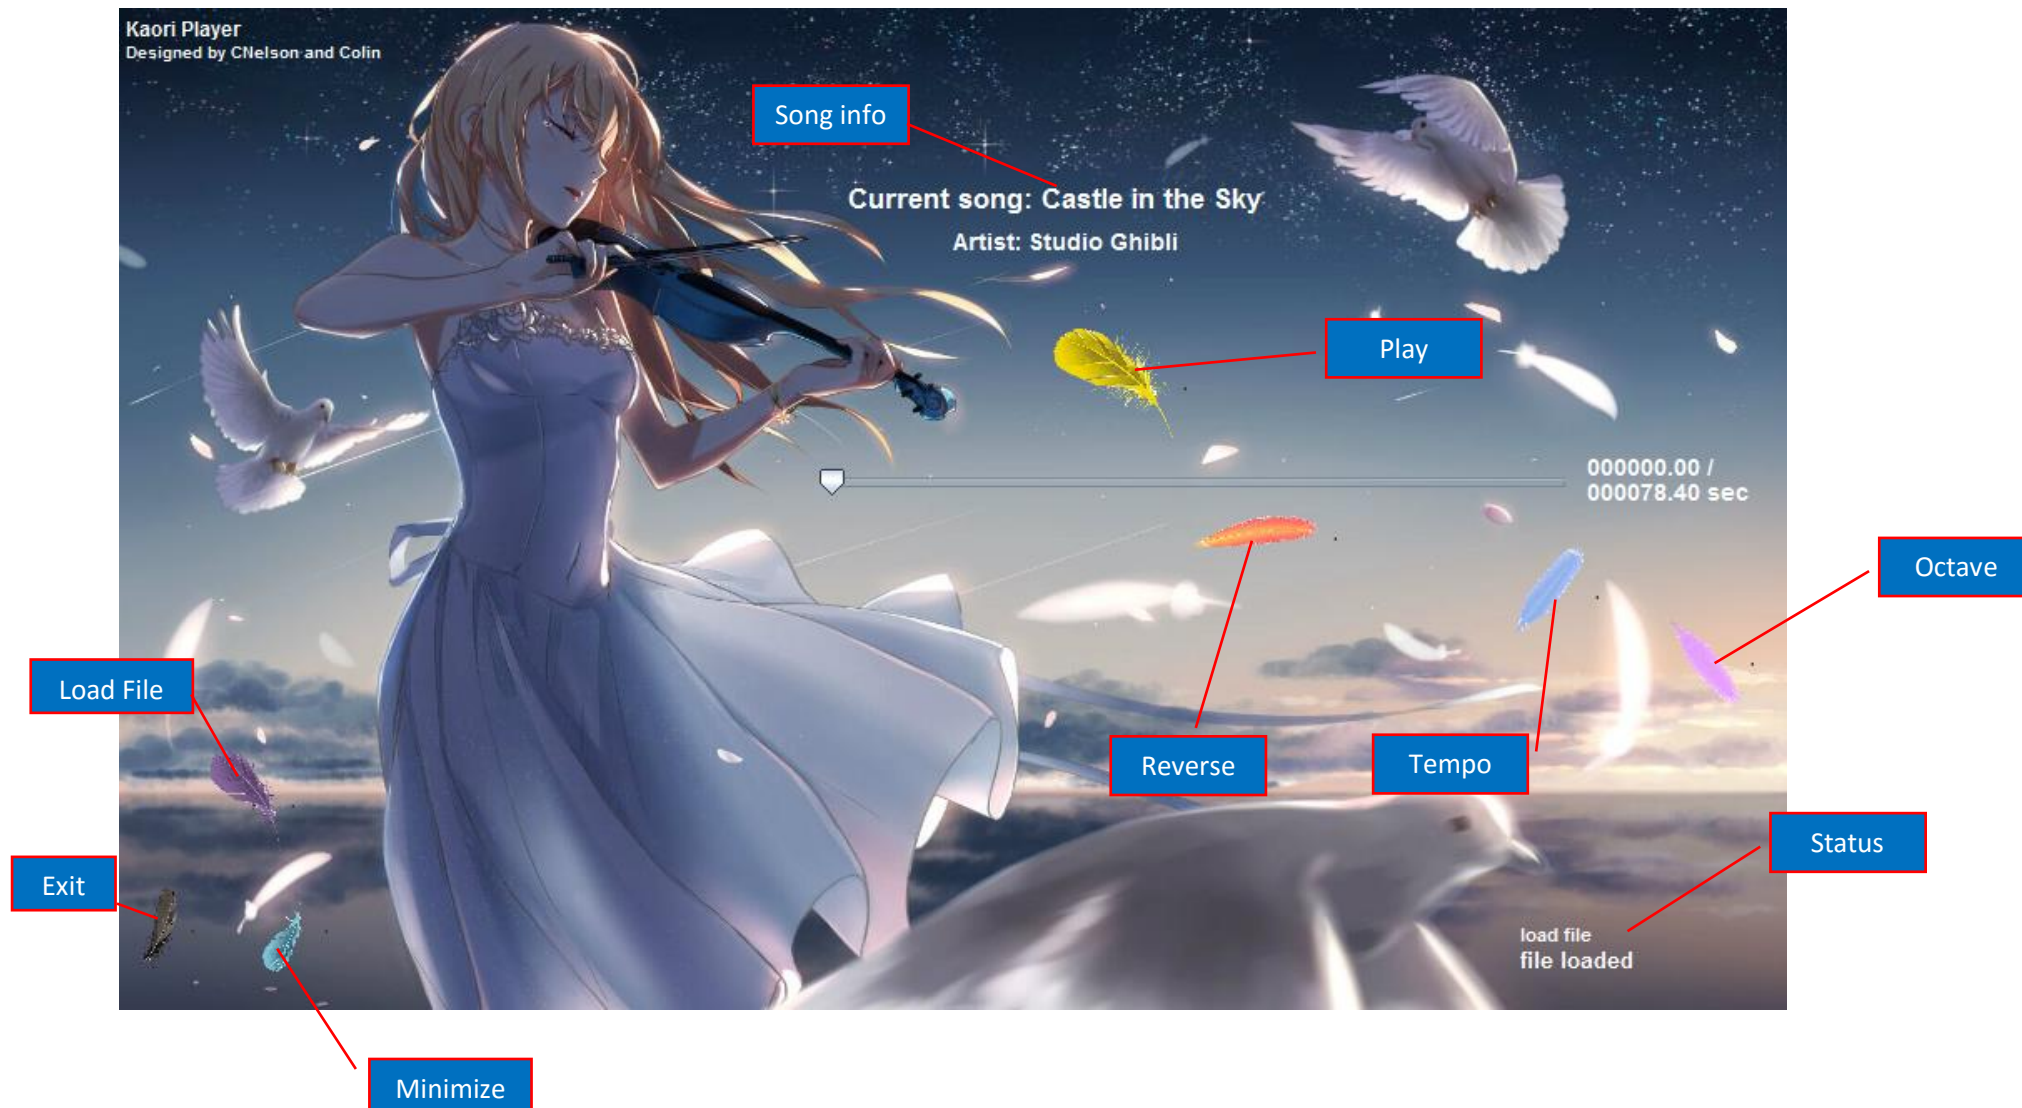 Kaori Player
Designed by CNelson and Colin
Song info
Current song: Castle in the Sky
Artist: Studio Ghibli
Play
000000.00 /
000078.40 sec
Octave
Load File
Reverse
Tempo
Status
Exit
load file
file loaded
Minimize